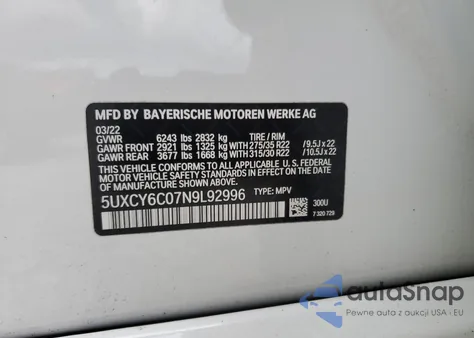 MFD BY BAYERISCHE MOTOREN WERKE AG
03/22
GVWR 6243 lbs 2832 kg TIRE / RIM
GAWR FRONT 2921 lbs 1325 kg WITH 275/35 R22 / 9.5J x 22
GAWR REAR 3677 lbs 1668 kg WITH 315/30 R22 / 10.5J x 22
THIS VEHICLE CONFORMS TO ALL APPLICABLE U.S. FEDERAL
MOTOR VEHICLE SAFETY STANDARDS IN EFFECT ON THE
DATE OF MANUFACTURE SHOWN ABOVE.
5UXCY6C07N9L92996 TYPE: MPV
300U
7 320 729
autoSnap
Pewne auta z aukcji USA i EU